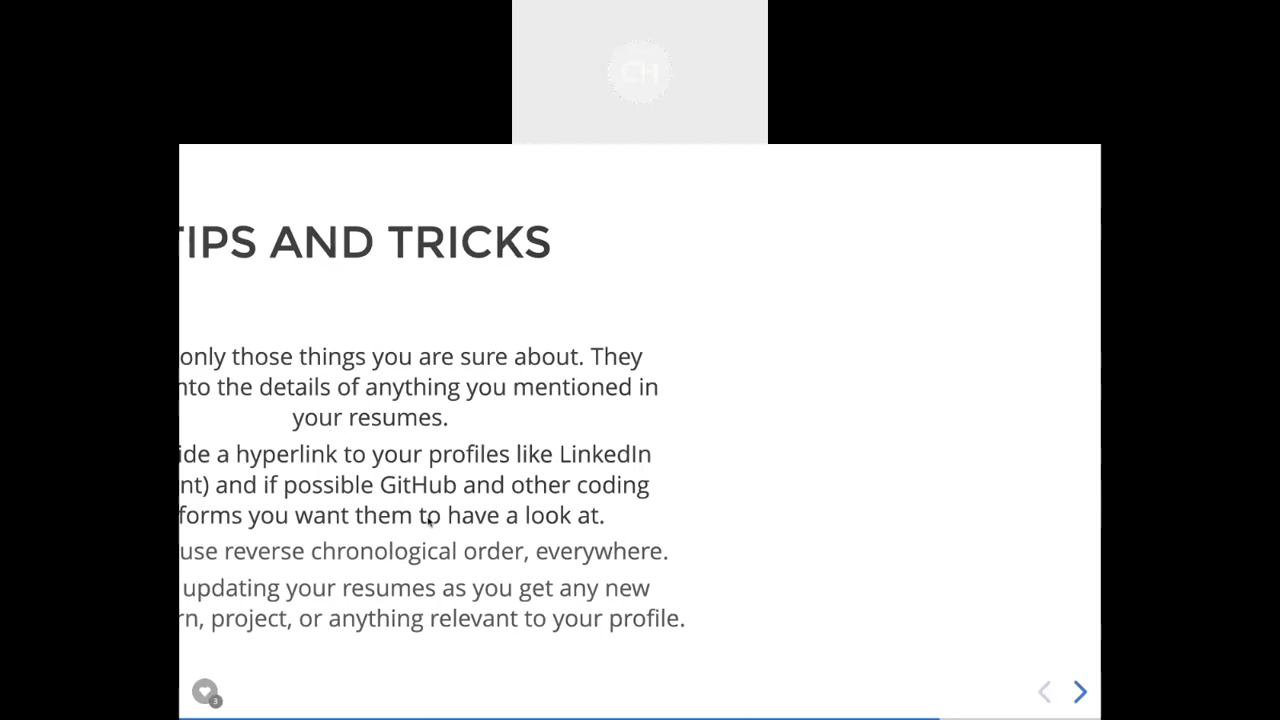 CH
TIPS AND TRICKS
only those things you are sure about. They
nto the details of anything you mentioned in
your resumes.
ide a hyperlink to your profiles like LinkedIn
nt) and if possible GitHub and other coding
forms you want them to have a look at.
use reverse chronological order, everywhere.
updating your resumes as you get any new
rn, project, or anything relevant to your profile.
3